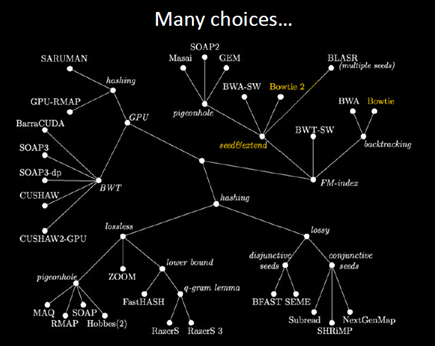 Many choices...
SARUMAN
hashing
GPU-RMAP
GPU
BarraCUDA
SOAP3
SOAP3-dp
CUSHAW
CUSHAW2-GPU
BWT
SOAP2
Masai
GEM
pigeonhole
BWA-SW
Bowtie 2
BLASR
(multiple seeds)
seed&extend
BWT-SW
BWA
Bowtie
backtracking
FM-index
hashing
lossless
pigeonhole
MAQ
RMAP
SOAP
Hobbes(2)
ZOOM
lower bound
FastHASH
q-gram lemma
RazerS
RazerS 3
lossy
disjunctive
seeds
BFAST
SEME
conjunctive
seeds
Subread
SHRiMP
NextGenMap